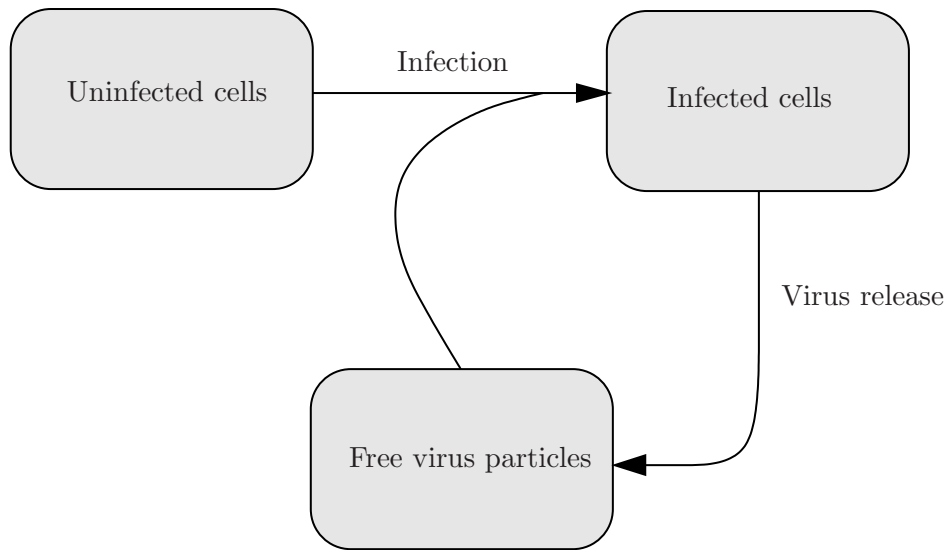 Infection
Uninfected cells
Infected cells
Virus release
Free virus particles